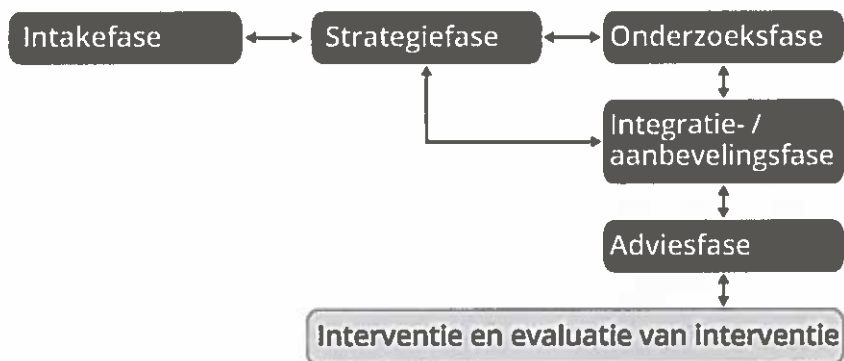 Intakefase
Strategiefase
Onderzoeksfase
Integratie- /
aanbevelingsfase
Adviesfase
Interventie en evaluatie van interventie